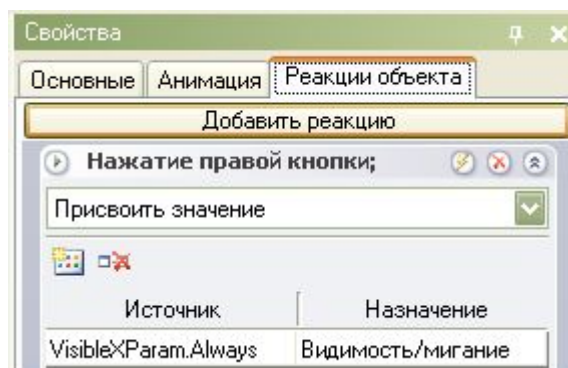 Свойства
Основные Анимация Реакции объекта
Добавить реакцию
Нажатие правой кнопки;
Присвоить значение
Источник Назначение
VisibleXParam.Always Видимость/мигание